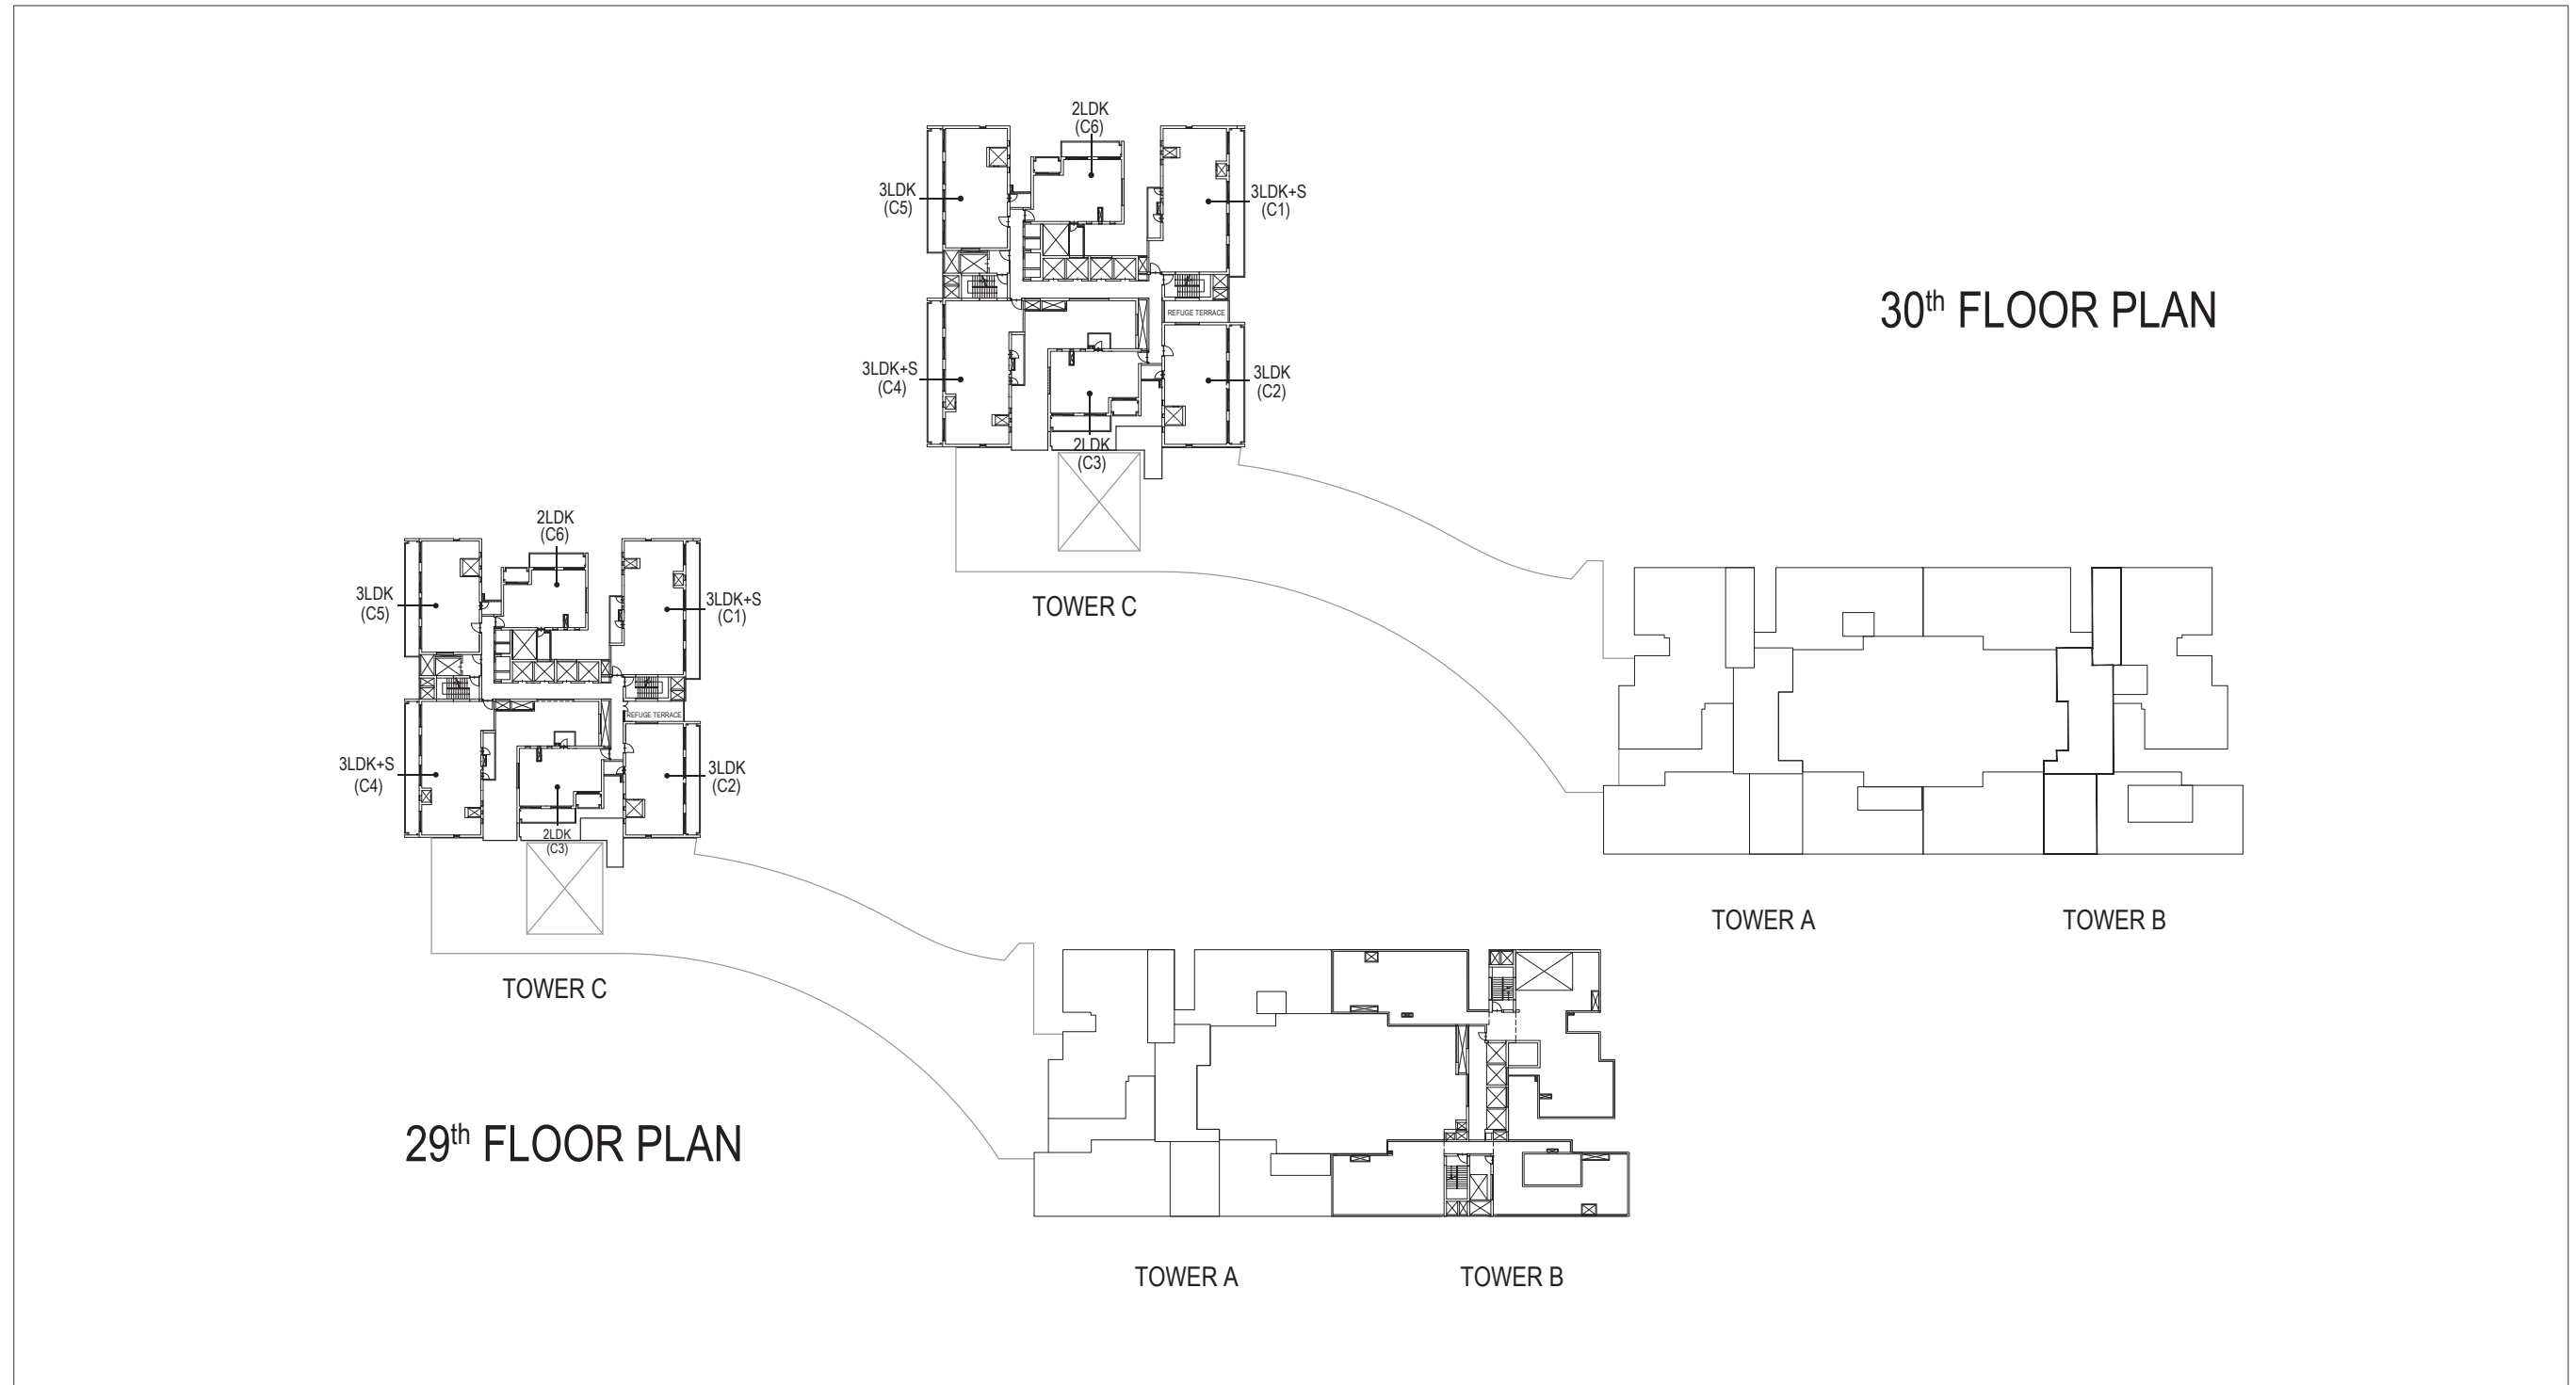 2LDK
(C6)
3LDK
(C5)
3LDK+S
(C1)
REFUGE TERRACE
30th FLOOR PLAN
3LDK+S
(C4)
3LDK
(C2)
2LDK
(C3)
TOWER C
TOWER A
TOWER B
2LDK
(C6)
3LDK
(C5)
3LDK+S
(C1)
REFUGE TERRACE
3LDK+S
(C4)
3LDK
(C2)
2LDK
(C3)
TOWER C
29th FLOOR PLAN
TOWER A
TOWER B